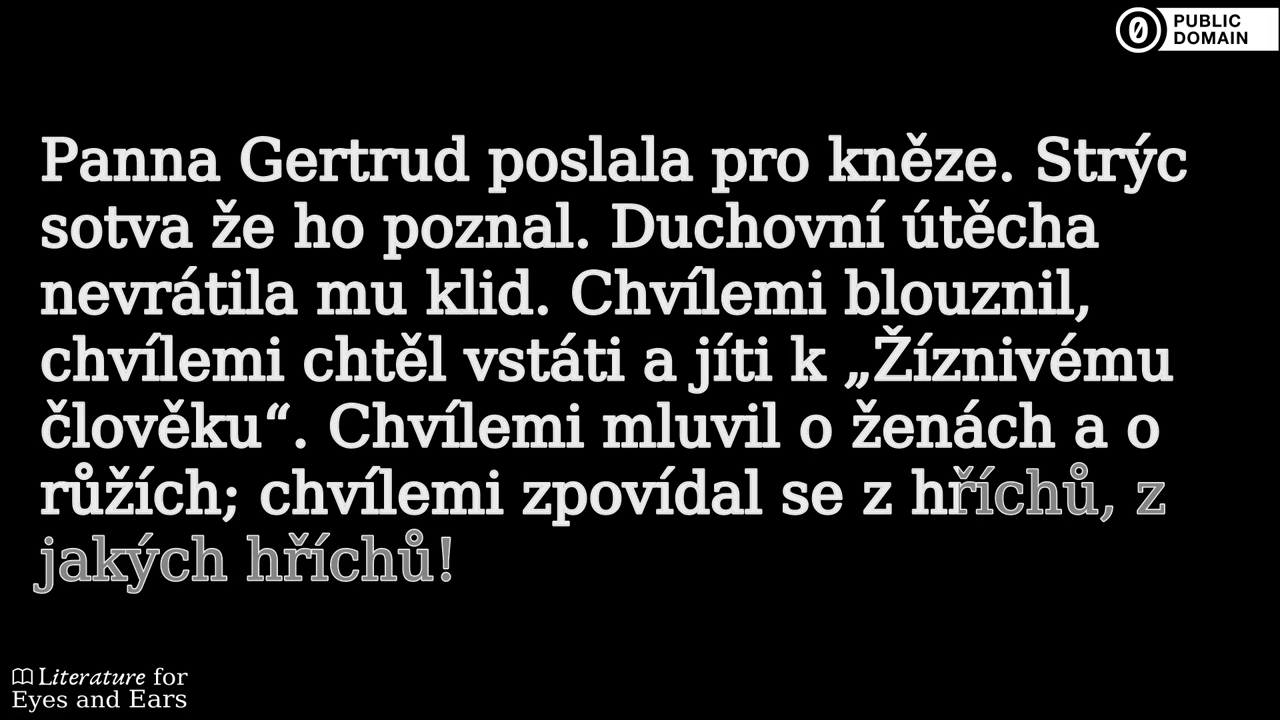 PUBLIC
DOMAIN
Panna Gertrud poslala pro kněze. Strýc
sotva že ho poznal. Duchovní útěcha
nevrátila mu klid. Chvílemi blouznil,
chvílemi chtěl vstáti a jíti k „Žíznivému
člověku“. Chvílemi mluvil o ženách a o
růžích; chvílemi zpovídal se z hříchů, z
jakých hříchů!
Literature for
Eyes and Ears